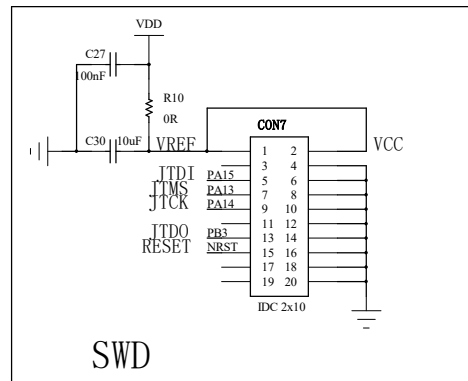 VDD
C27
100nF
R10
0R
C30 10uF VREF CON7 VCC
1 2
3 4
JTDI PA15 5 6
JTMS PA13 7 8
JTCK PA14 9 10
11 12
JTDO PB3 13 14
RESET NRST 15 16
17 18
19 20
IDC 2x10
SWD